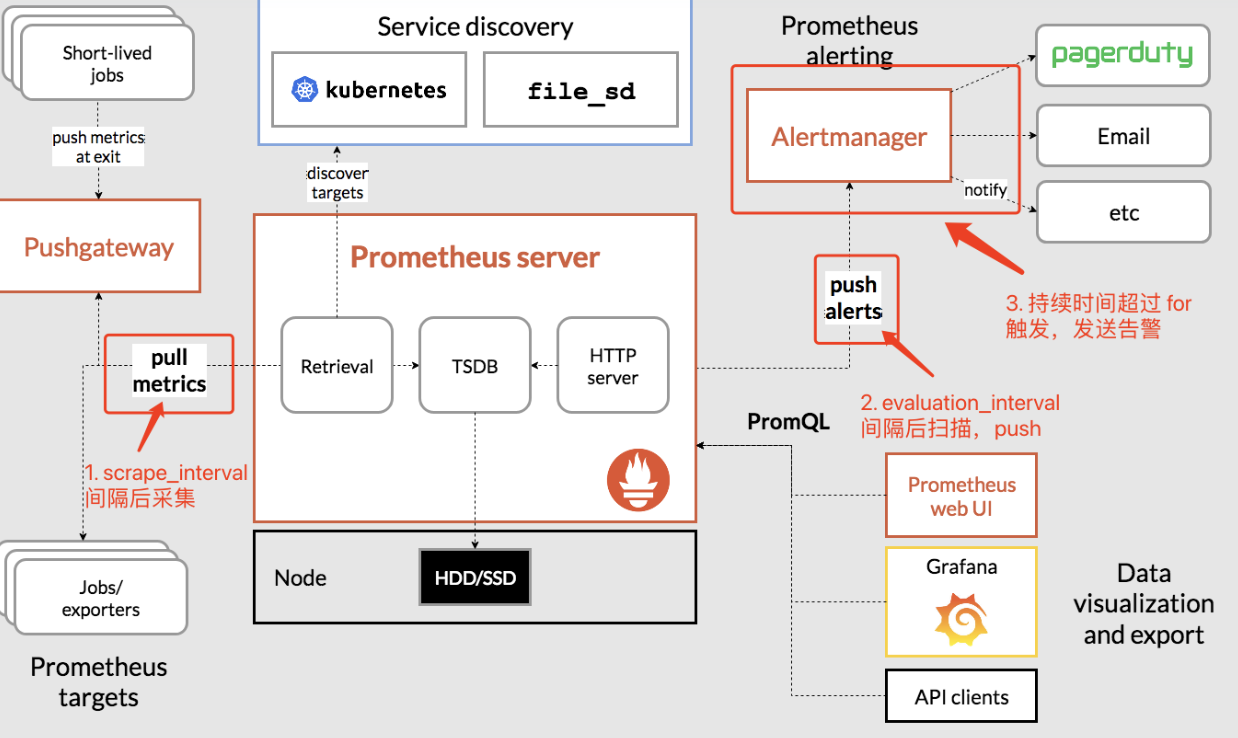 Short-lived
jobs
push metrics
at exit
Pushgateway
pull
metrics
1. scrape_interval
间隔后采集
Jobs/
exporters
Prometheus
targets
Service discovery
kubernetes
file_sd
discover
targets
Prometheus server
Retrieval
TSDB
HTTP
server
Node
HDD/SSD
Prometheus
alerting
Alertmanager
pagerduty
Email
notify
etc
push
alerts
3. 持续时间超过 for
触发，发送告警
2. evaluation_interval
间隔后扫描，push
PromQL
Prometheus
web UI
Grafana
API clients
Data
visualization
and export